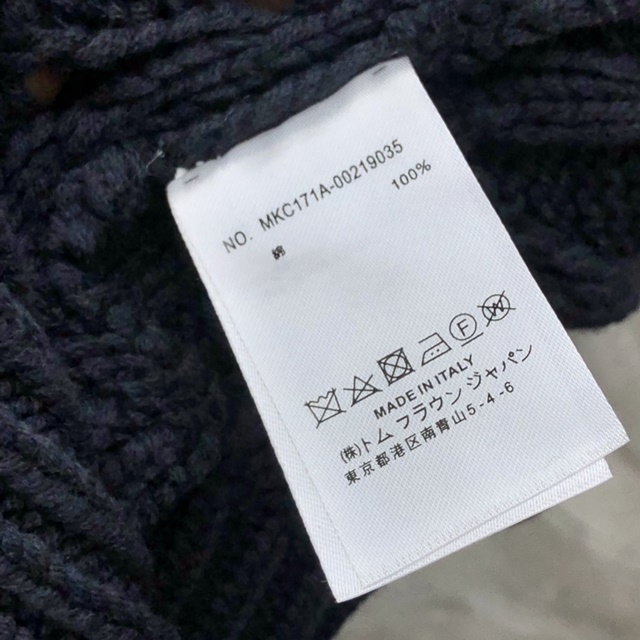 NO. MKC171A-00219035
綿 100%
F W
MADE IN ITALY
(株)トム ブラウン ジャパン
東京都港区南青山5-4-6